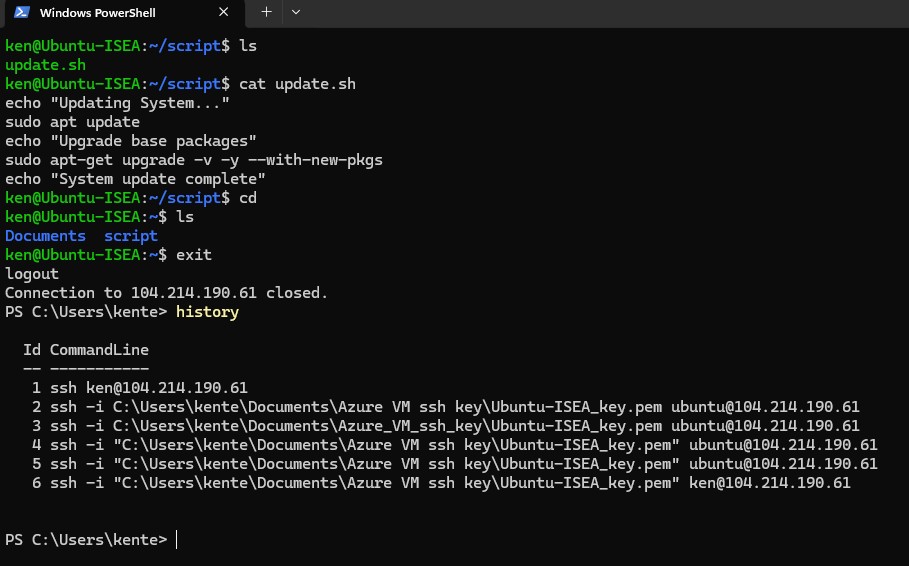 Windows PowerShell
ken@Ubuntu-ISEA:~/script$ ls
update.sh
ken@Ubuntu-ISEA:~/script$ cat update.sh
echo "Updating System..."
sudo apt update
echo "Upgrade base packages"
sudo apt-get upgrade -v -y --with-new-pkgs
echo "System update complete"
ken@Ubuntu-ISEA:~/script$ cd
ken@Ubuntu-ISEA:~$ ls
Documents  script
ken@Ubuntu-ISEA:~$ exit
logout
Connection to 104.214.190.61 closed.
PS C:\Users\kente> history
  Id CommandLine
  -- -----------
   1 ssh ken@104.214.190.61
   2 ssh -i C:\Users\kente\Documents\Azure VM ssh key\Ubuntu-ISEA_key.pem ubuntu@104.214.190.61
   3 ssh -i C:\Users\kente\Documents\Azure_VM_ssh_key\Ubuntu-ISEA_key.pem ubuntu@104.214.190.61
   4 ssh -i "C:\Users\kente\Documents\Azure VM ssh key\Ubuntu-ISEA_key.pem" ubuntu@104.214.190.61
   5 ssh -i "C:\Users\kente\Documents\Azure VM ssh key\Ubuntu-ISEA_key.pem" ubuntu@104.214.190.61
   6 ssh -i "C:\Users\kente\Documents\Azure VM ssh key\Ubuntu-ISEA_key.pem" ken@104.214.190.61
PS C:\Users\kente>